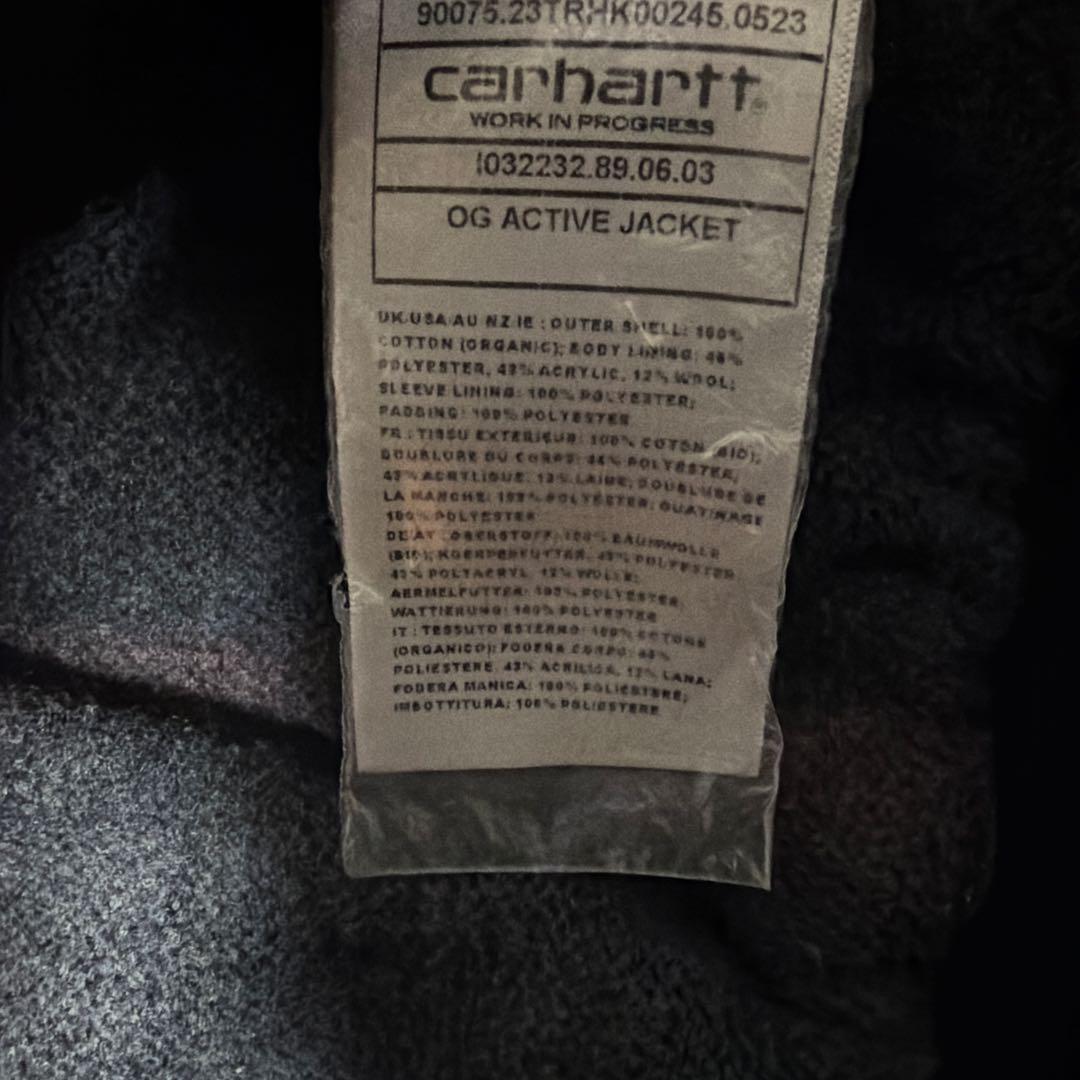 90075.23TRHK00245.0523
carhartt®
WORK IN PROGRESS
I032232.89.06.03
OG ACTIVE JACKET
UK/USA/AU NZ/IE : OUTER SHELL: 100%
COTTON (ORGANIC); BODY LINING:
POLYESTER, 43% ACRYLIC, 12% WOOL;
SLEEVE LINING: 100% POLYESTER;
PADDING: 100% POLYESTER
FR : TISSU EXTERIEUR: 100% COTON (BIO);
DOUBLURE DU CORPS: POLYESTER,
43% ACRYLIQUE, LAINE; DOUBLURE DE
LA MANCHE: 100% POLYESTER; OUATINAGE
100% POLYESTER
DE/AT : OBERSTOFF: 100% BAUMWOLLE
(BIO); KOERPERFUTTER: POLYESTER
43% POLYACRYL, 12% WOLLE;
AERMELFUTTER: 100% POLYESTER
WATTIERUNG: 100% POLYESTER
IT : TESSUTO ESTERNO: 100% COTONE
(ORGANICO); FODERA CORPO:
POLIESTERE, 43% ACRILICA, 12% LANA;
FODERA MANICA: 100% POLIESTERE;
IMBOTTITURA: 100% POLIESTERE